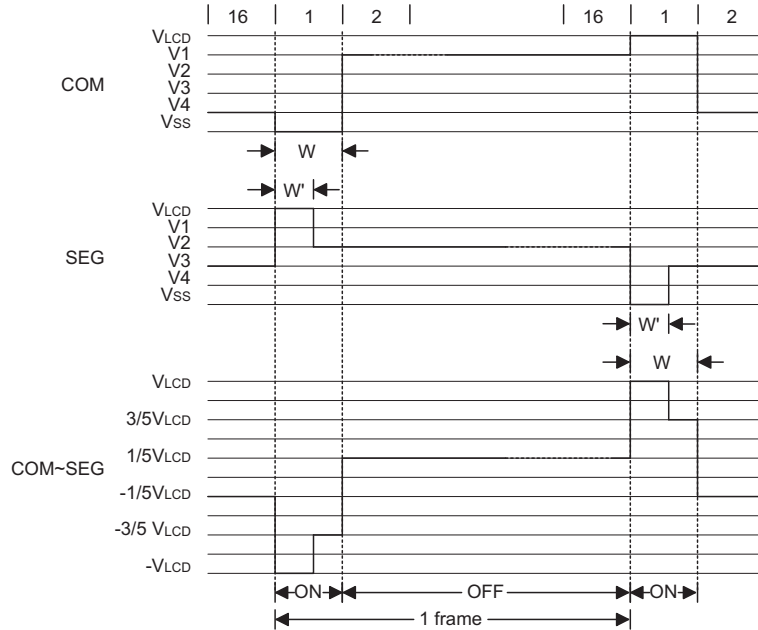 16 1 2 16 1 2
VLCD
V1
V2
COM V3
V4
VSS
W
W'
VLCD
V1
V2
SEG V3
V4
VSS
W'
W
VLCD
3/5VLCD
1/5VLCD
COM~SEG
-1/5VLCD
-3/5 VLCD
-VLCD
ON OFF ON
1 frame